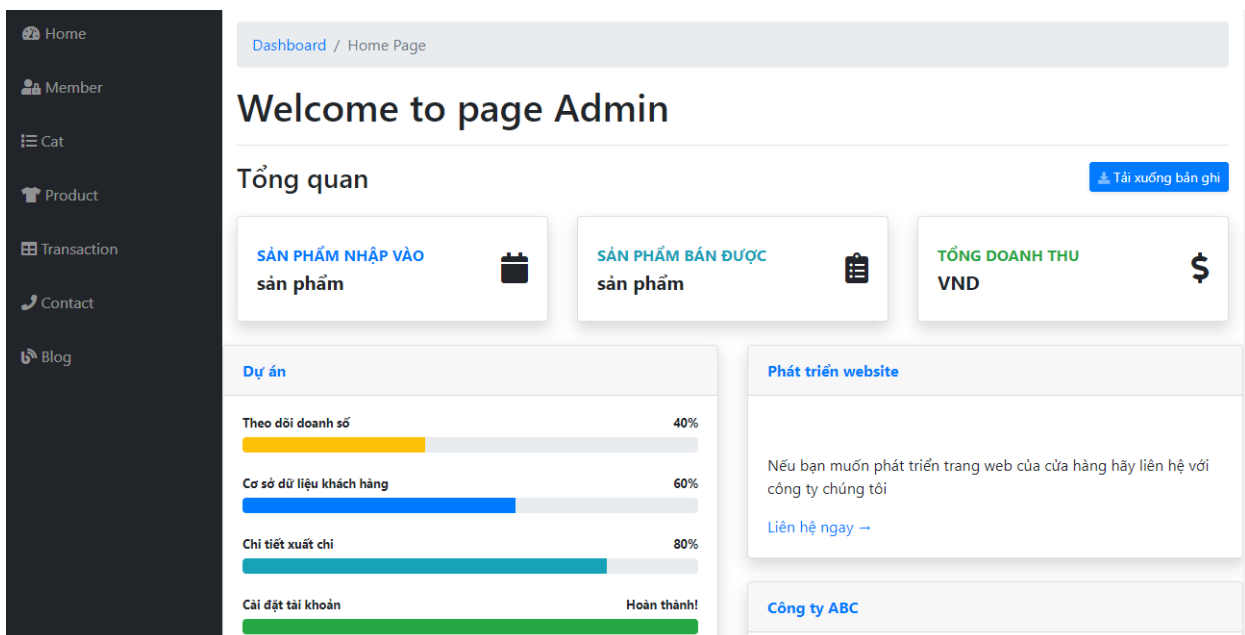 Home
Member
Cat
Product
Transaction
Contact
Blog
Dashboard / Home Page
Welcome to page Admin
Tổng quan
Tải xuống bản ghi
SẢN PHẨM NHẬP VÀO
sản phẩm
SẢN PHẨM BÁN ĐƯỢC
sản phẩm
TỔNG DOANH THU
VND
Dự án
Theo dõi doanh số 40%
Cơ sở dữ liệu khách hàng 60%
Chi tiết xuất chi 80%
Cài đặt tài khoản Hoàn thành!
Phát triển website
Nếu bạn muốn phát triển trang web của cửa hàng hãy liên hệ với
công ty chúng tôi
Liên hệ ngay →
Công ty ABC